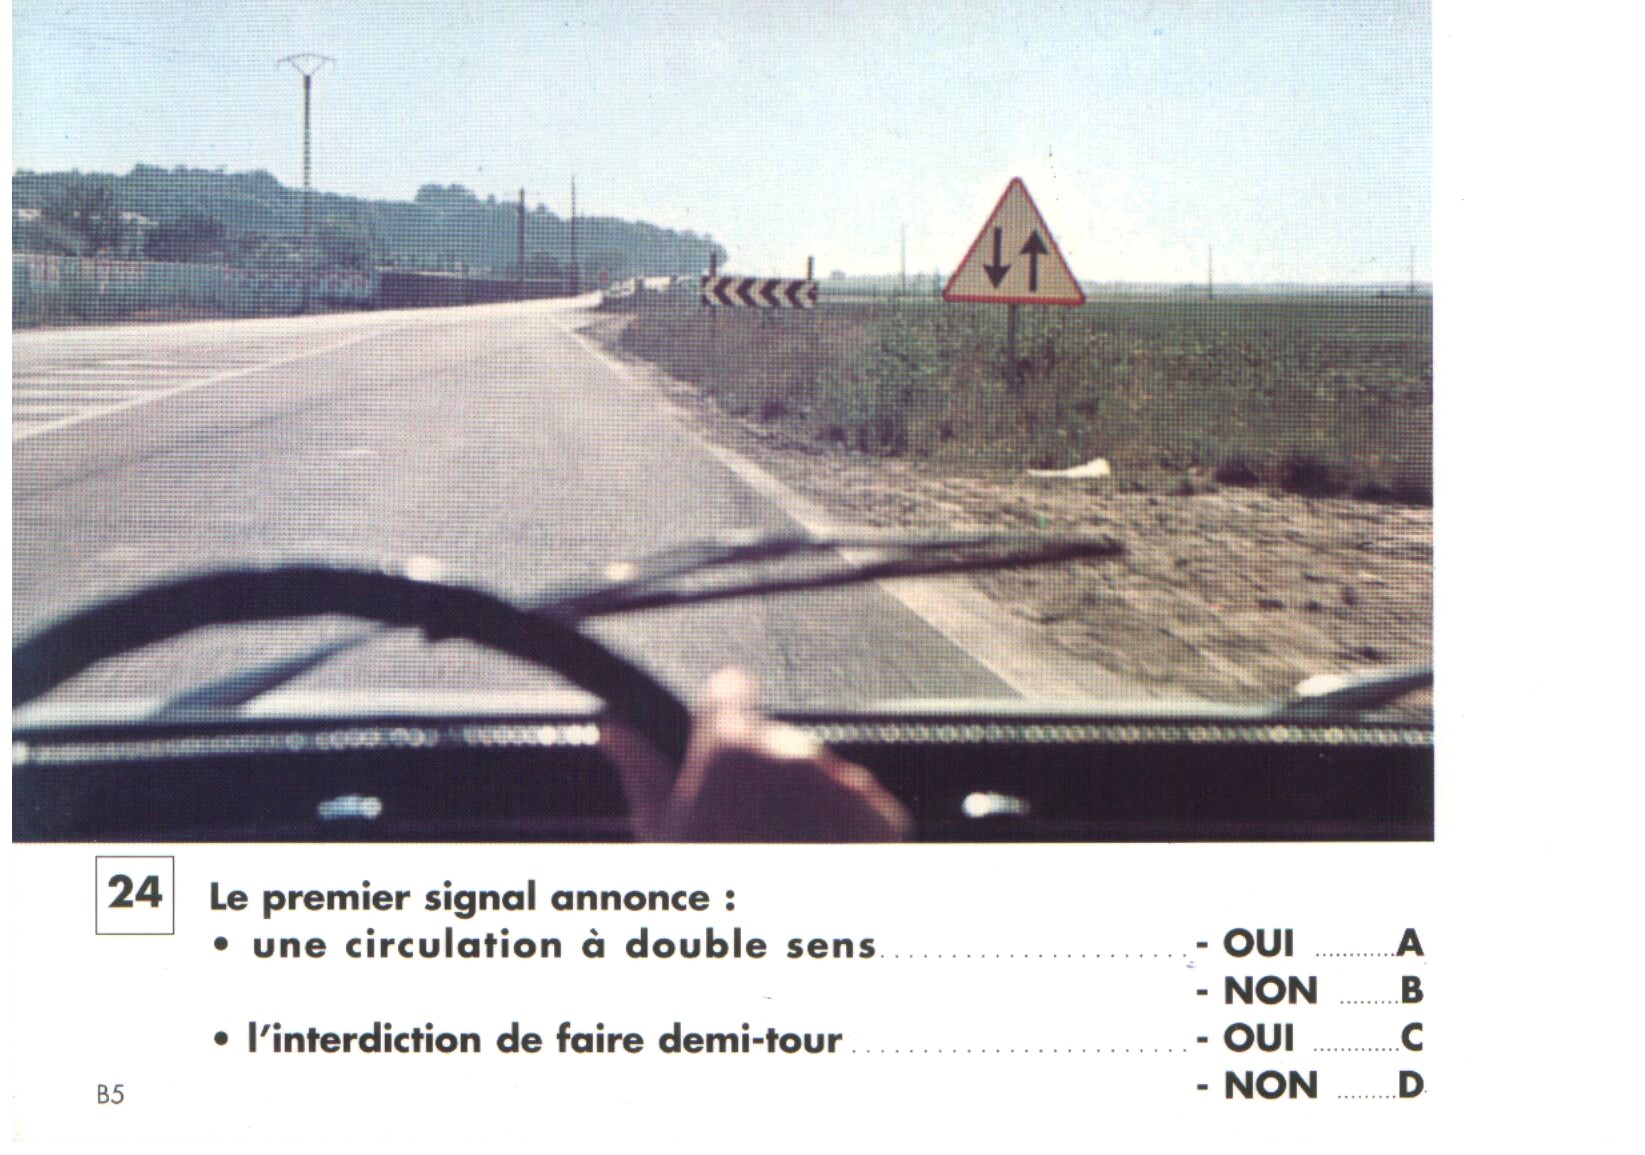 24 Le premier signal annonce :
• une circulation à double sens - OUI A
- NON B
• l'interdiction de faire demi-tour - OUI C
- NON D
B5